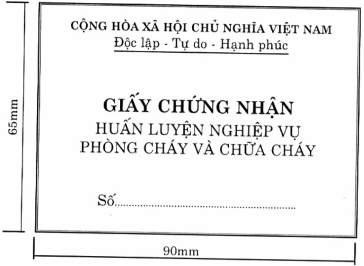 CỘNG HÒA XÃ HỘI CHỦ NGHĨA VIỆT NAM
Độc lập - Tự do - Hạnh phúc
GIẤY CHỨNG NHẬN
HUẤN LUYỆN NGHIỆP VỤ
PHÒNG CHÁY VÀ CHỮA CHÁY
Số......................................................
65mm
90mm